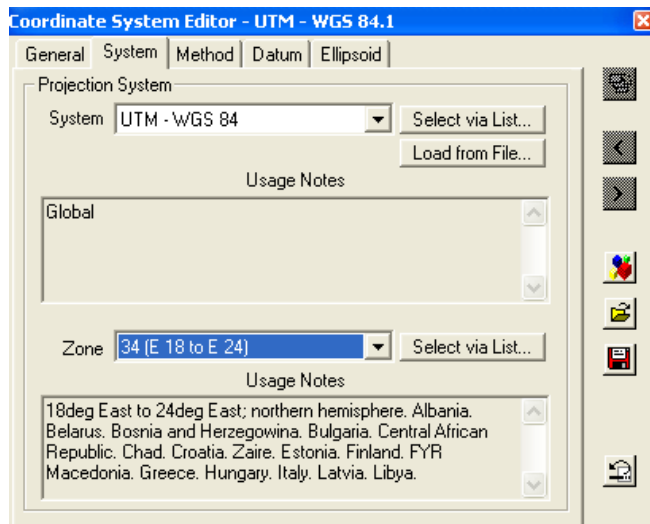 Coordinate System Editor - UTM - WGS 84.1
General System Method Datum Ellipsoid
Projection System
System UTM - WGS 84 Select via List...
Load from File...
Usage Notes
Global
Zone 34 (E 18 to E 24) Select via List...
Usage Notes
18deg East to 24deg East; northern hemisphere. Albania.
Belarus. Bosnia and Herzegowina. Bulgaria. Central African
Republic. Chad. Croatia. Zaire. Estonia. Finland. FYR
Macedonia. Greece. Hungary. Italy. Latvia. Libya.